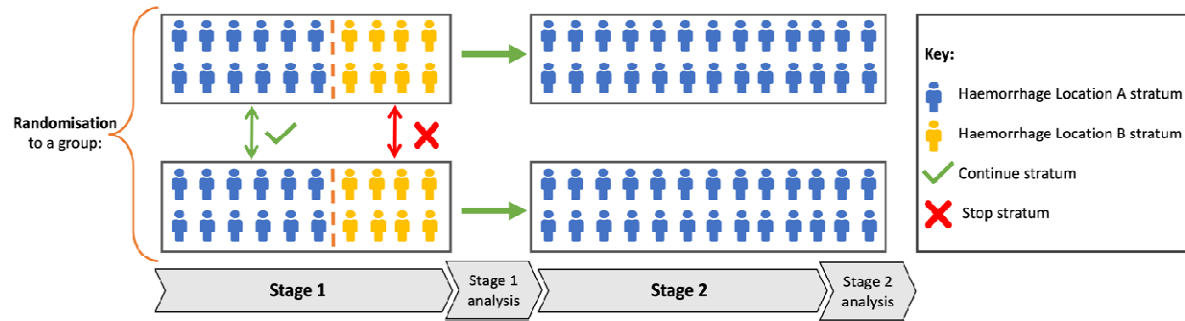 Randomisation
to a group:
Key:
Haemorrhage Location A stratum
Haemorrhage Location B stratum
Continue stratum
Stop stratum
Stage 1
Stage 1
analysis
Stage 2
Stage 2
analysis